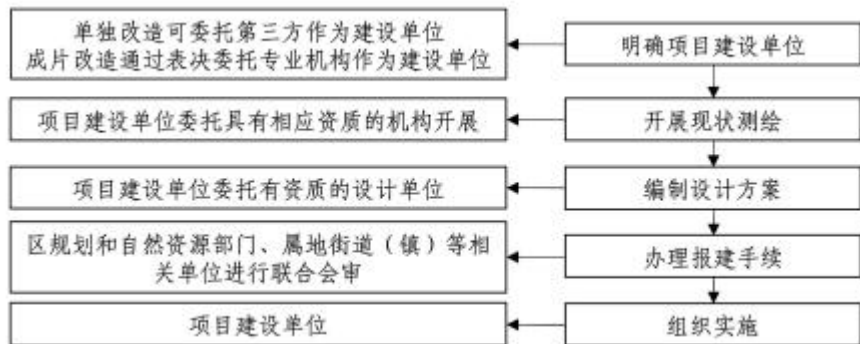 单独改造可委托第三方作为建设单位
成片改造通过表决委托专业机构作为建设单位
明确项目建设单位
项目建设单位委托具有相应资质的机构开展
开展现状测绘
项目建设单位委托有资质的设计单位
编制设计方案
区规划和自然资源部门、属地街道（镇）等相
关单位进行联合会审
办理报建手续
项目建设单位
组织实施